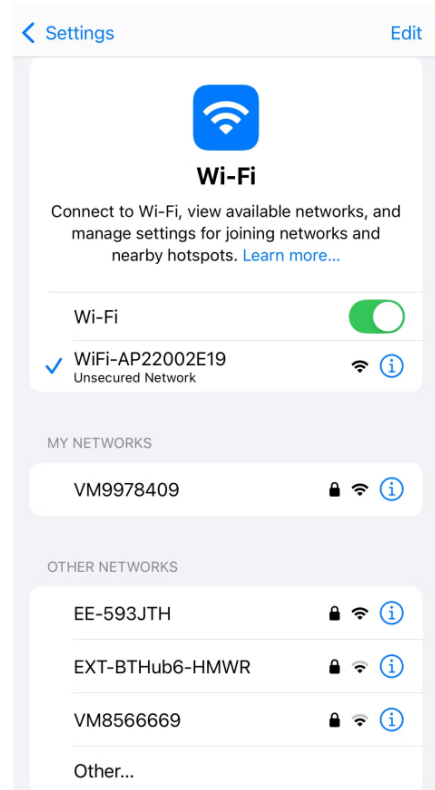 Settings
Edit
Wi-Fi
Connect to Wi-Fi, view available networks, and
manage settings for joining networks and
nearby hotspots. Learn more...
Wi-Fi
WiFi-AP22002E19
Unsecured Network
MY NETWORKS
VM9978409
OTHER NETWORKS
EE-593JTH
EXT-BTHub6-HMWR
VM8566669
Other...